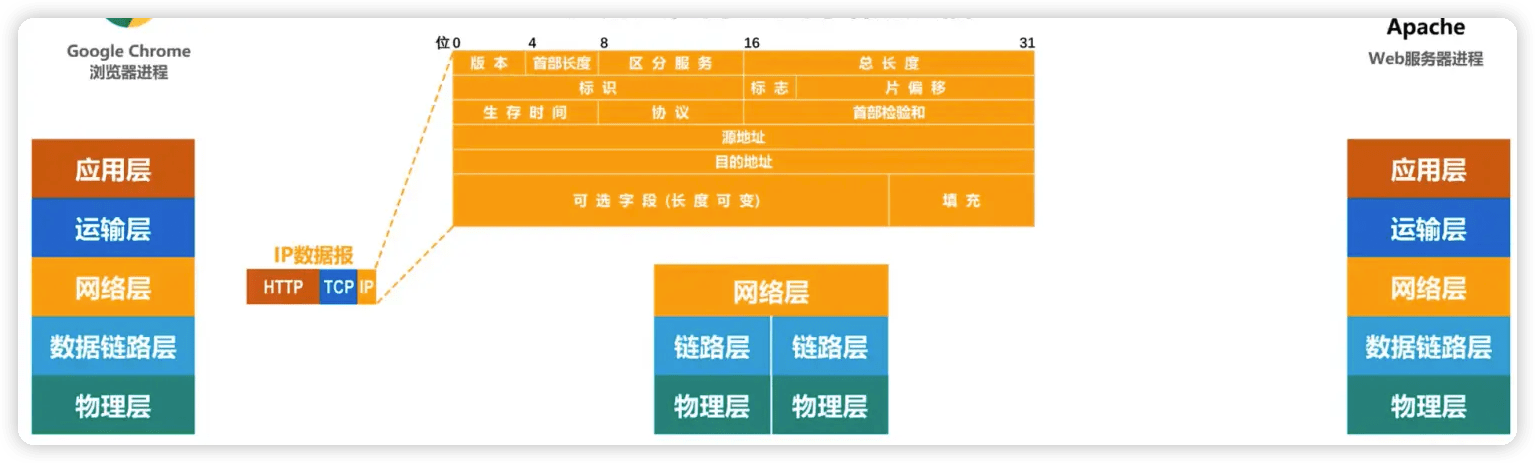 Google Chrome
浏览器进程
Apache
Web服务器进程
位 0 4 8 16 31
版本 首部长度 区分服务 总长度
标识 标志 片偏移
生存时间 协议 首部检验和
源地址
目的地址
可选字段(长度可变) 填充
IP数据报
HTTP TCP IP
应用层
运输层
网络层
数据链路层
物理层
网络层
链路层 链路层
物理层 物理层
应用层
运输层
网络层
数据链路层
物理层